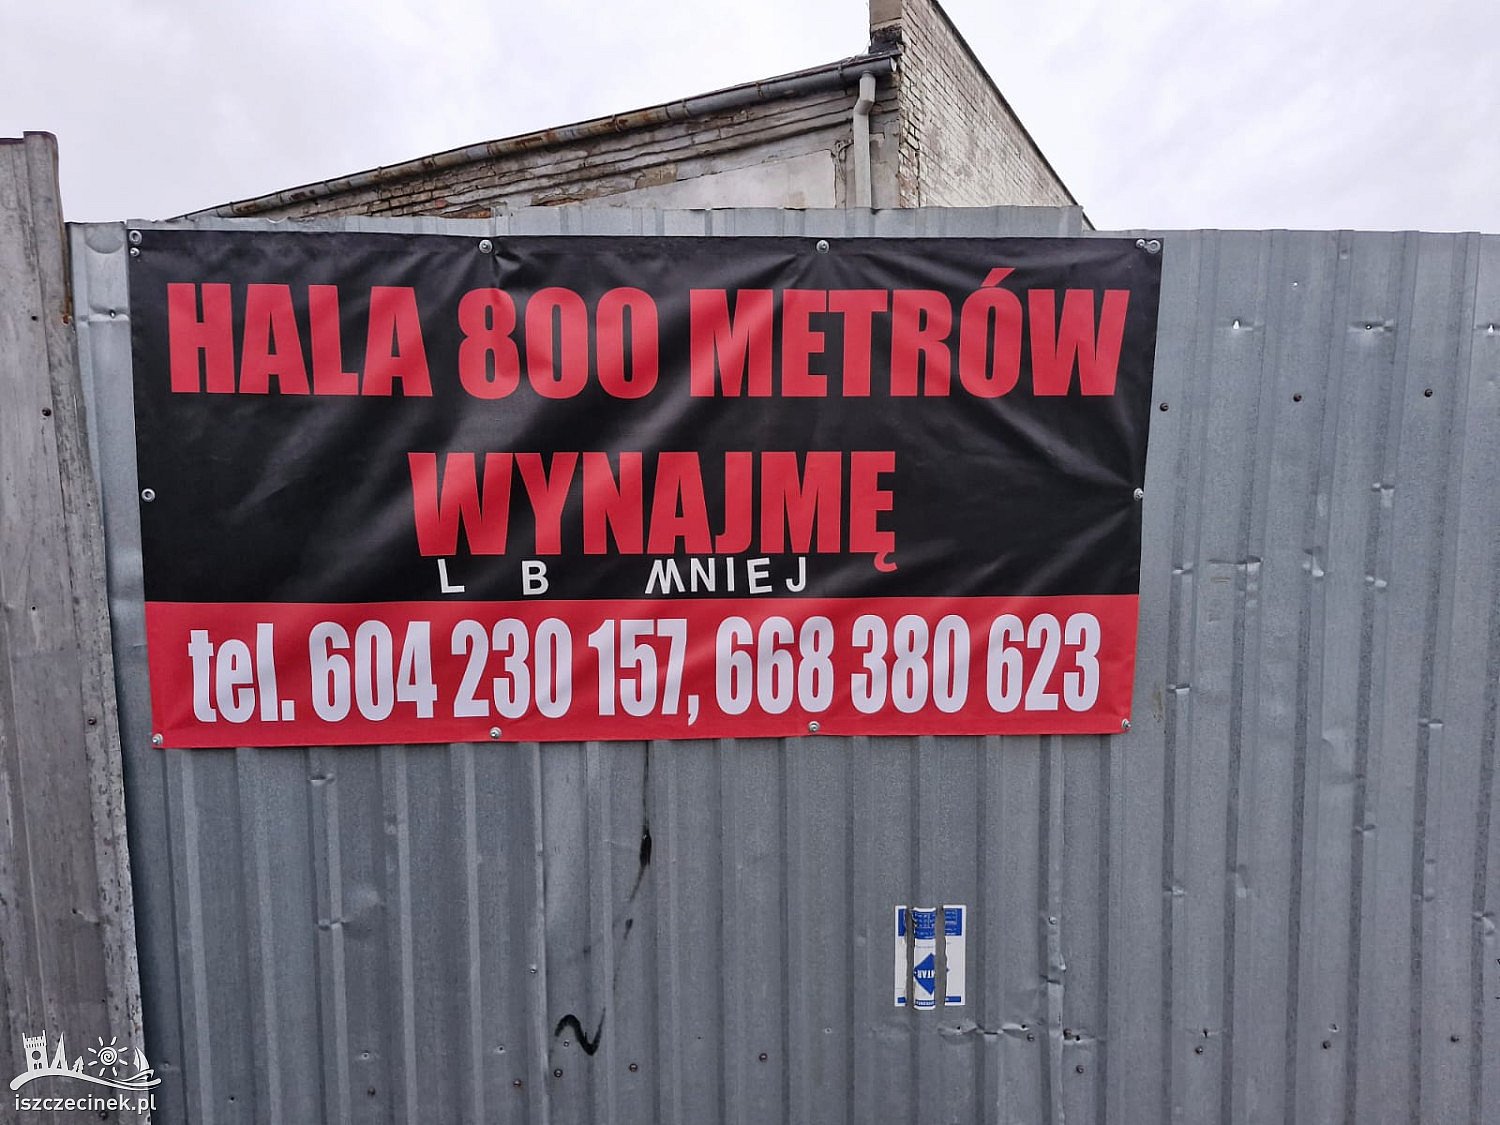 HALA 800 METRÓW
WYNAJMĘ
L B MNIEJ
tel. 604 230 157, 668 380 623
iszczecinek.pl